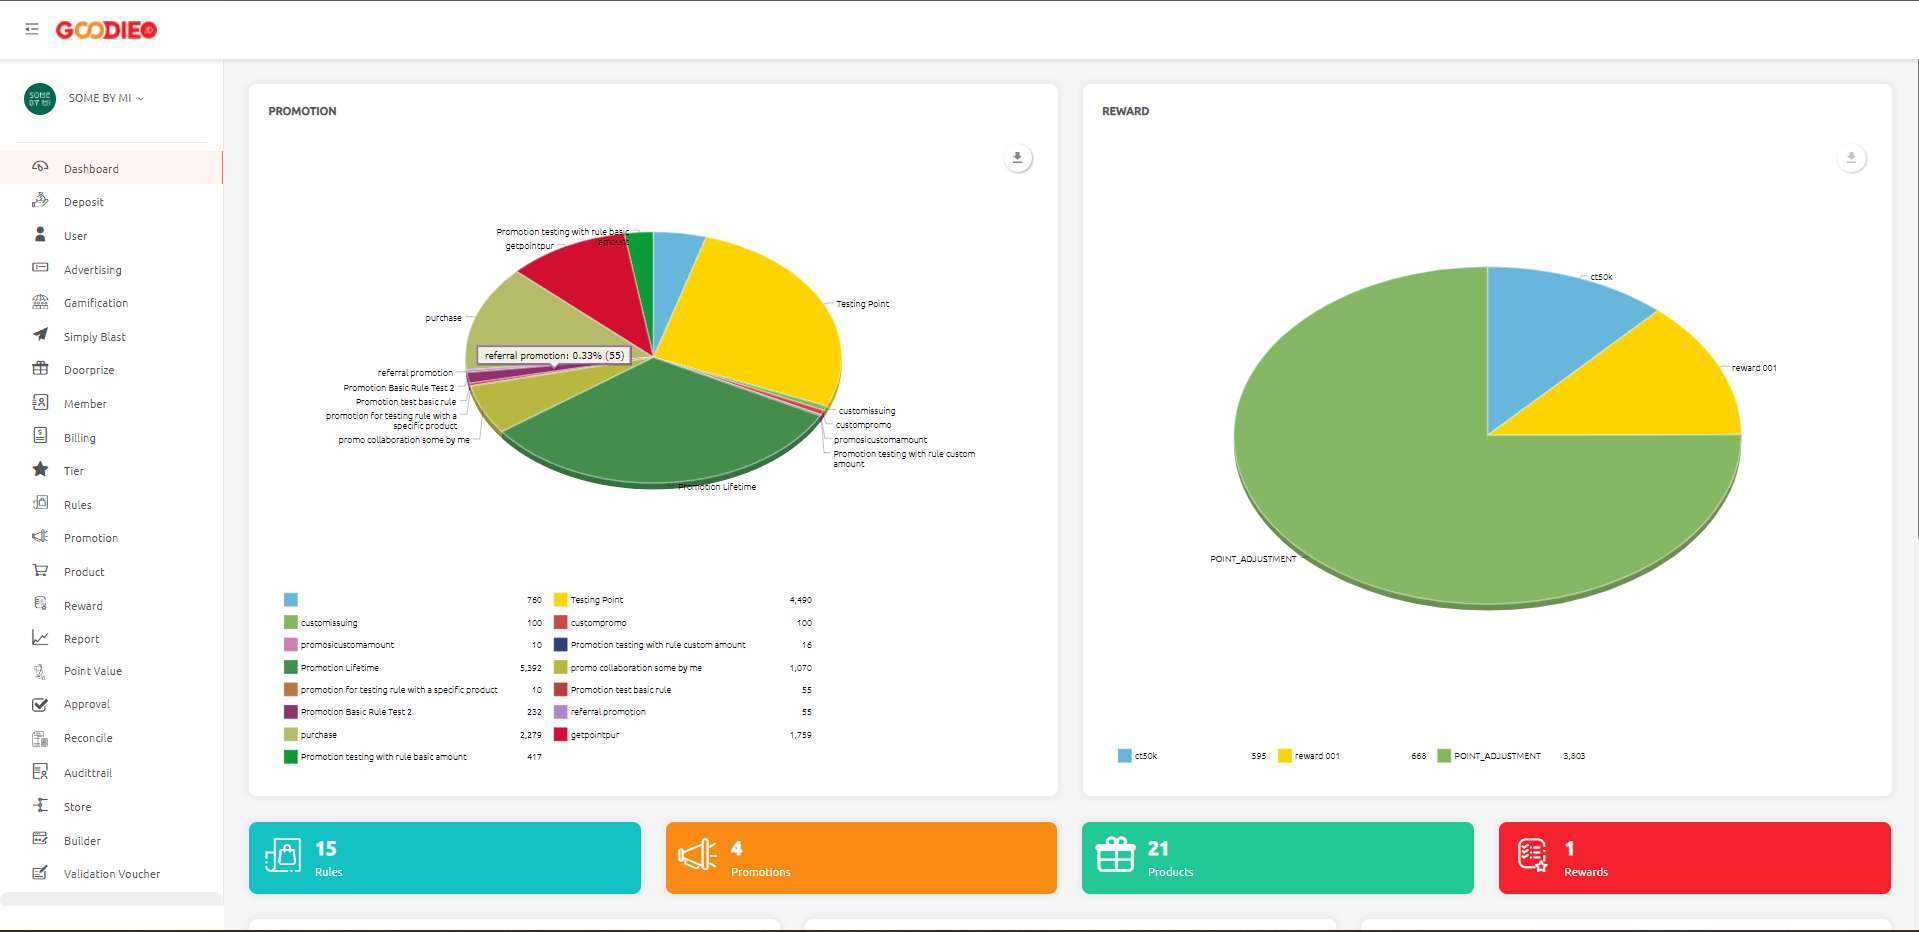 GOODIE.ID
SOME BY MI
SOME BY MI
Dashboard
Deposit
User
Advertising
Gamification
Simply Blast
Doorprize
Member
Billing
Tier
Rules
Promotion
Product
Reward
Report
Point Value
Approval
Reconcile
Audittrail
Store
Builder
Validation Voucher
PROMOTION
Promotion testing with rule basic
amount
getpointpur
Testing Point
purchase
referral promotion: 0.33% (55)
referral promotion
Promotion Basic Rule Test 2
Promotion test basic rule
promotion for testing rule with a
specific product
promo collaboration some by me
customissuing
custompromo
promosicustomamount
Promotion testing with rule custom
amount
Promotion Lifetime
760 Testing Point 4,490
customissuing 100 custompromo 100
promosicustomamount 10 Promotion testing with rule custom amount 16
Promotion Lifetime 5,392 promo collaboration some by me 1,070
promotion for testing rule with a specific product 10 Promotion test basic rule 55
Promotion Basic Rule Test 2 232 referral promotion 55
purchase 2,279 getpointpur 1,759
Promotion testing with rule basic amount 417
REWARD
ct50k
reward 001
POINT_ADJUSTMENT
ct50k 595 reward 001 668 POINT_ADJUSTMENT 3,803
15
Rules
4
Promotions
21
Products
1
Rewards